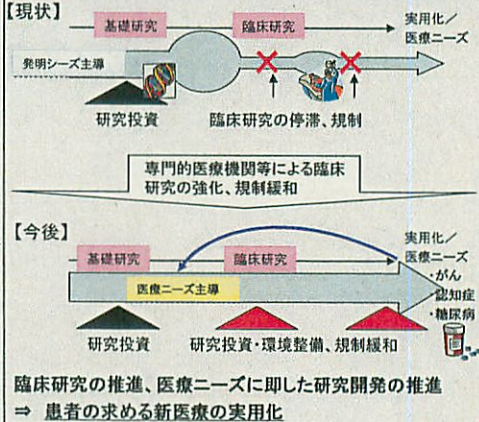 【現状】
基礎研究
臨床研究
実用化／
医療ニーズ
発明シーズ主導
研究投資
臨床研究の停滞、規制
専門的医療機関等による臨床
研究の強化、規制緩和
【今後】
基礎研究
臨床研究
実用化／
医療ニーズ
・がん
・認知症
・糖尿病
医療ニーズ主導
研究投資
研究投資・環境整備、規制緩和
臨床研究の推進、医療ニーズに即した研究開発の推進
⇒ 患者の求める新医療の実用化